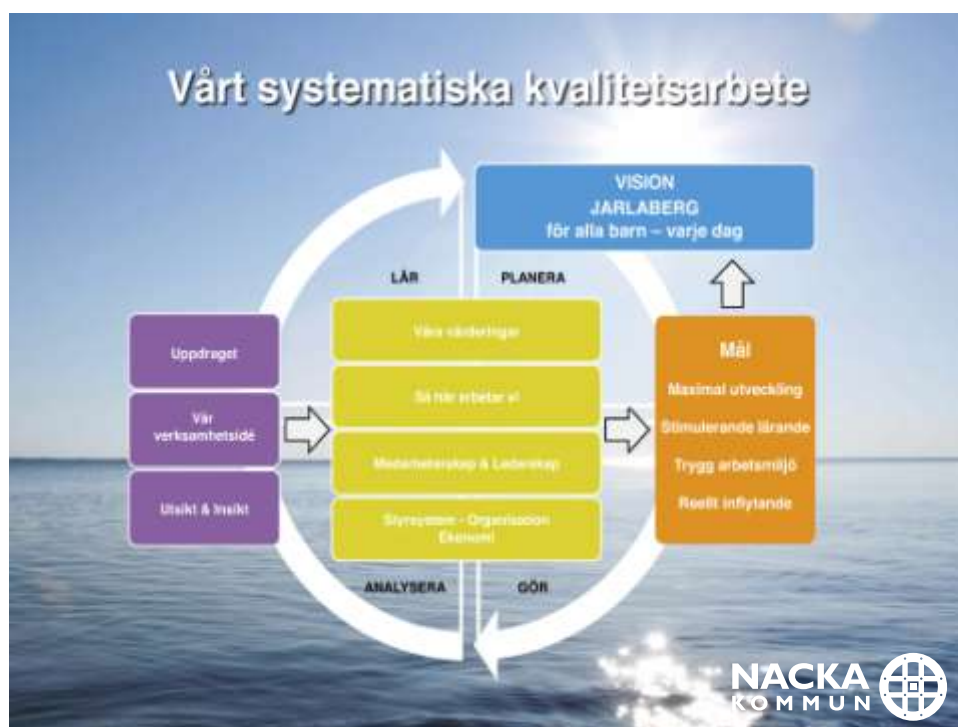 Vårt systematiska kvalitetsarbete
VISION
JARLABERG
för alla barn – varje dag
LÄR
PLANERA
Uppdraget
Vår
verksamhetsidé
Utsikt & Insikt
Våra värderingar
Så här arbetar vi
Medarbetarskap & Ledarskap
Styrsystem - Organisation
Ekonomi
Mål
Maximal utveckling
Stimulerande lärande
Trygg arbetsmiljö
Reellt inflytande
ANALYSERA
GÖR
NACKA
KOMMUN